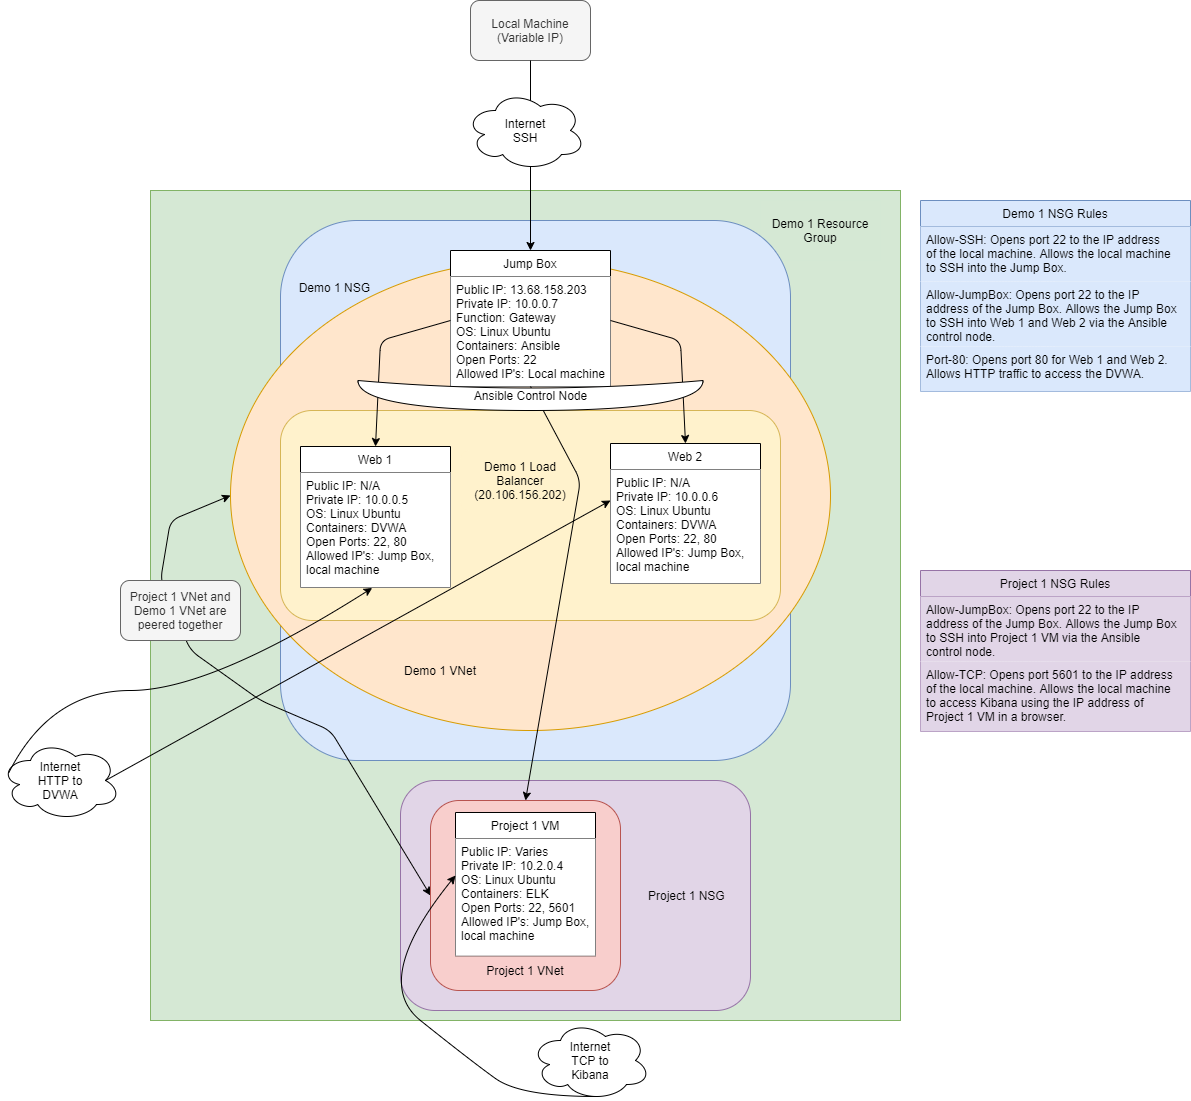 Local Machine
(Variable IP)
Internet
SSH
Demo 1 Resource
Group
Demo 1 NSG
Jump Box
Public IP: 13.68.158.203
Private IP: 10.0.0.7
Function: Gateway
OS: Linux Ubuntu
Containers: Ansible
Open Ports: 22
Allowed IP's: Local machine
Ansible Control Node
Web 1
Public IP: N/A
Private IP: 10.0.0.5
OS: Linux Ubuntu
Containers: DVWA
Open Ports: 22, 80
Allowed IP's: Jump Box,
local machine
Demo 1 Load
Balancer
(20.106.156.202)
Web 2
Public IP: N/A
Private IP: 10.0.0.6
OS: Linux Ubuntu
Containers: DVWA
Open Ports: 22, 80
Allowed IP's: Jump Box,
local machine
Project 1 VNet and
Demo 1 VNet are
peered together
Demo 1 VNet
Internet
HTTP to
DVWA
Project 1 VM
Public IP: Varies
Private IP: 10.2.0.4
OS: Linux Ubuntu
Containers: ELK
Open Ports: 22, 5601
Allowed IP's: Jump Box,
local machine
Project 1 VNet
Project 1 NSG
Internet
TCP to
Kibana
Demo 1 NSG Rules
Allow-SSH: Opens port 22 to the IP address
of the local machine. Allows the local machine
to SSH into the Jump Box.
Allow-JumpBox: Opens port 22 to the IP
address of the Jump Box. Allows the Jump Box
to SSH into Web 1 and Web 2 via the Ansible
control node.
Port-80: Opens port 80 for Web 1 and Web 2.
Allows HTTP traffic to access the DVWA.
Project 1 NSG Rules
Allow-JumpBox: Opens port 22 to the IP
address of the Jump Box. Allows the Jump Box
to SSH into Project 1 VM via the Ansible
control node.
Allow-TCP: Opens port 5601 to the IP address
of the local machine. Allows the local machine
to access Kibana using the IP address of
Project 1 VM in a browser.